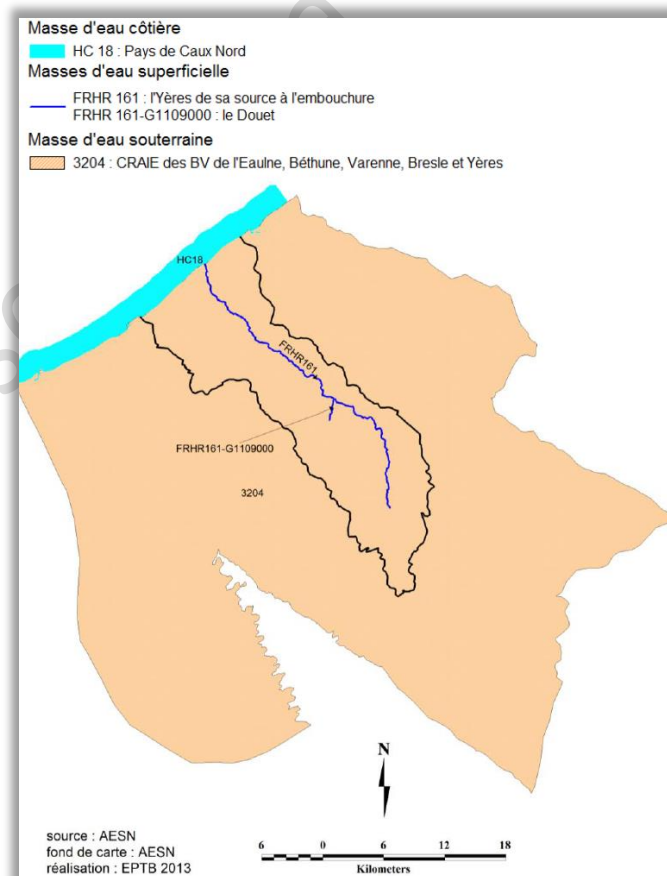 Masse d'eau côtière
HC 18 : Pays de Caux Nord
Masses d'eau superficielle
FRHR 161 : l'Yères de sa source à l'embouchure
FRHR 161-G1109000 : le Douet
Masse d'eau souterraine
3204 : CRAIE des BV de l'Eaulne, Béthune, Varenne, Bresle et Yères
HC18
FRHR161
FRHR161-G1109000
3204
N
source : AESN
fond de carte : AESN
réalisation : EPTB 2013
6 0 6 12 18
Kilometers